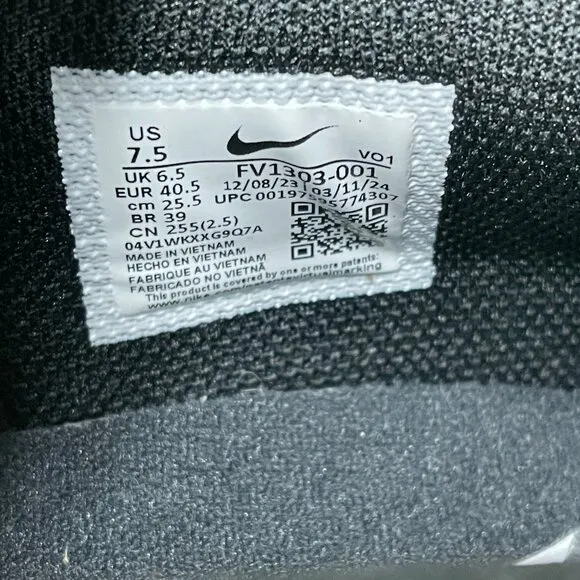 US
7.5
V01
UK 6.5 FV1303-001
EUR 40.5 12/08/23 03/11/24
cm 25.5 UPC
BR 39
CN 255(2.5)
04V1WKXXG9Q7A
MADE IN VIETNAM
HECHO EN VIETNAM
FABRIQUE AU VIETNAM
FABRICADO NO VIETNÃ
This product is covered by one or more patents.